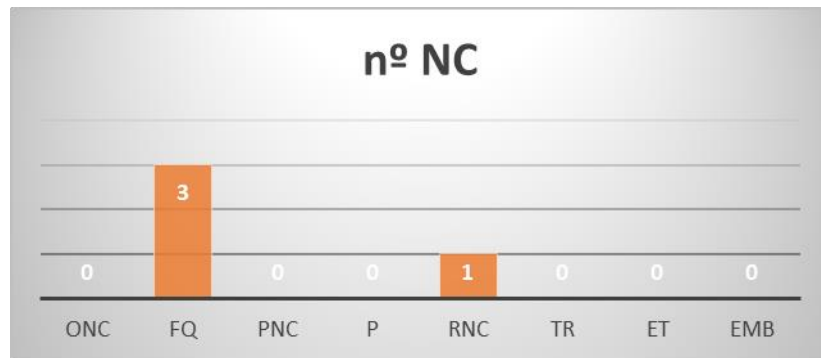 nº NC
3
0 0 0 1 0 0 0
ONC FQ PNC P RNC TR ET EMB